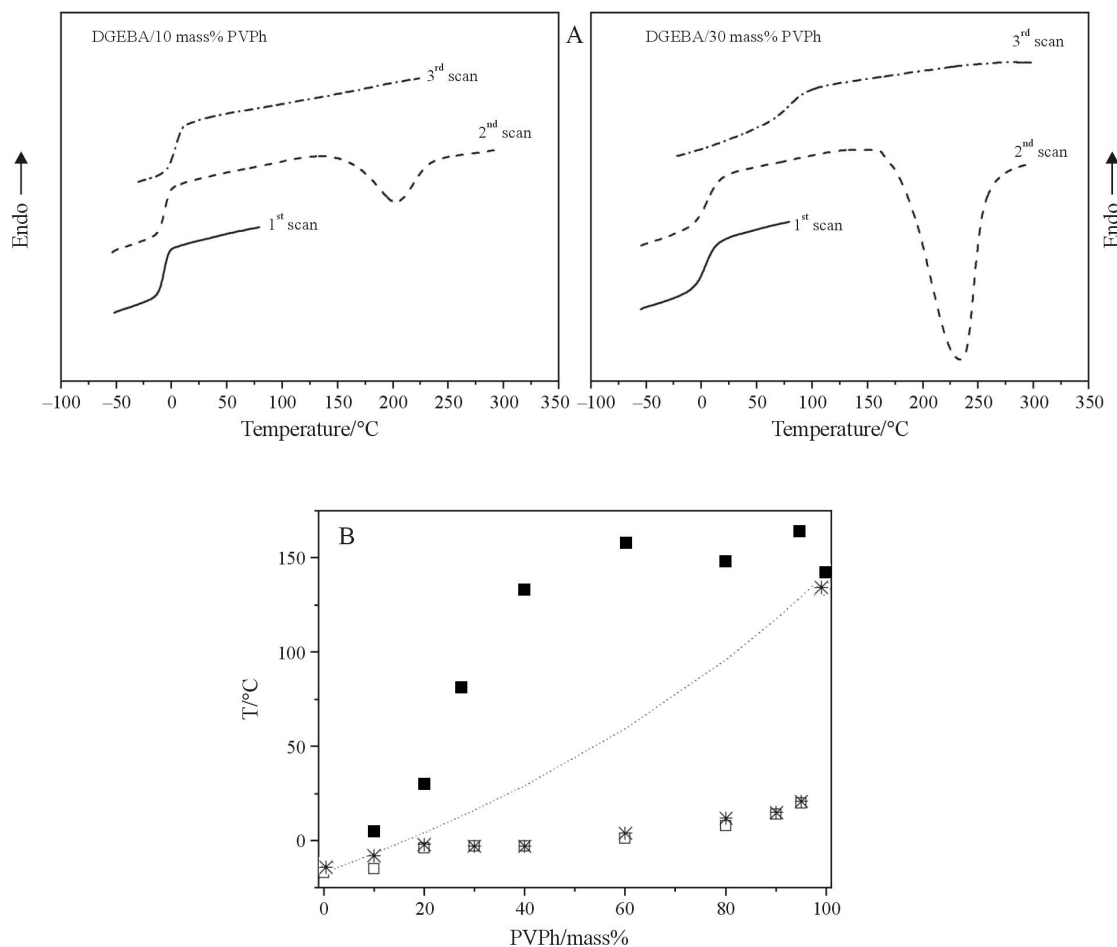 DGEBA/10 mass% PVPh
A
DGEBA/30 mass% PVPh
3rd scan
2nd scan
1st scan
3rd scan
2nd scan
1st scan
Endo
Endo
–100 –50 0 50 100 150 200 250 300 350
–100 –50 0 50 100 150 200 250 300 350
Temperature/°C
Temperature/°C
B
150
100
50
0
T/°C
0 20 40 60 80 100
PVPh/mass%